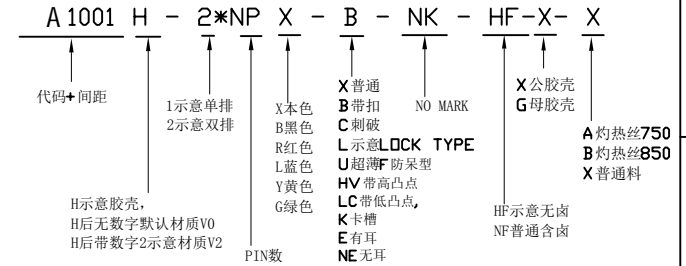 A1001 H - 2*NP X - B - NK - HF-X- X
代码+间距
H示意胶壳，
H后无数字默认材质V0
H后带数字2示意材质V2
1示意单排
2示意双排
PIN数
X本色
B黑色
R红色
L蓝色
Y黄色
G绿色
X普通
B带扣
C刺破
L示意LOCK TYPE
U超薄F防呆型
HV带高凸点
LC带低凸点,
K卡槽
E有耳
NE无耳
NO MARK
HF示意无卤
NF普通含卤
X公胶壳
G母胶壳
A灼热丝750
B灼热丝850
X普通料